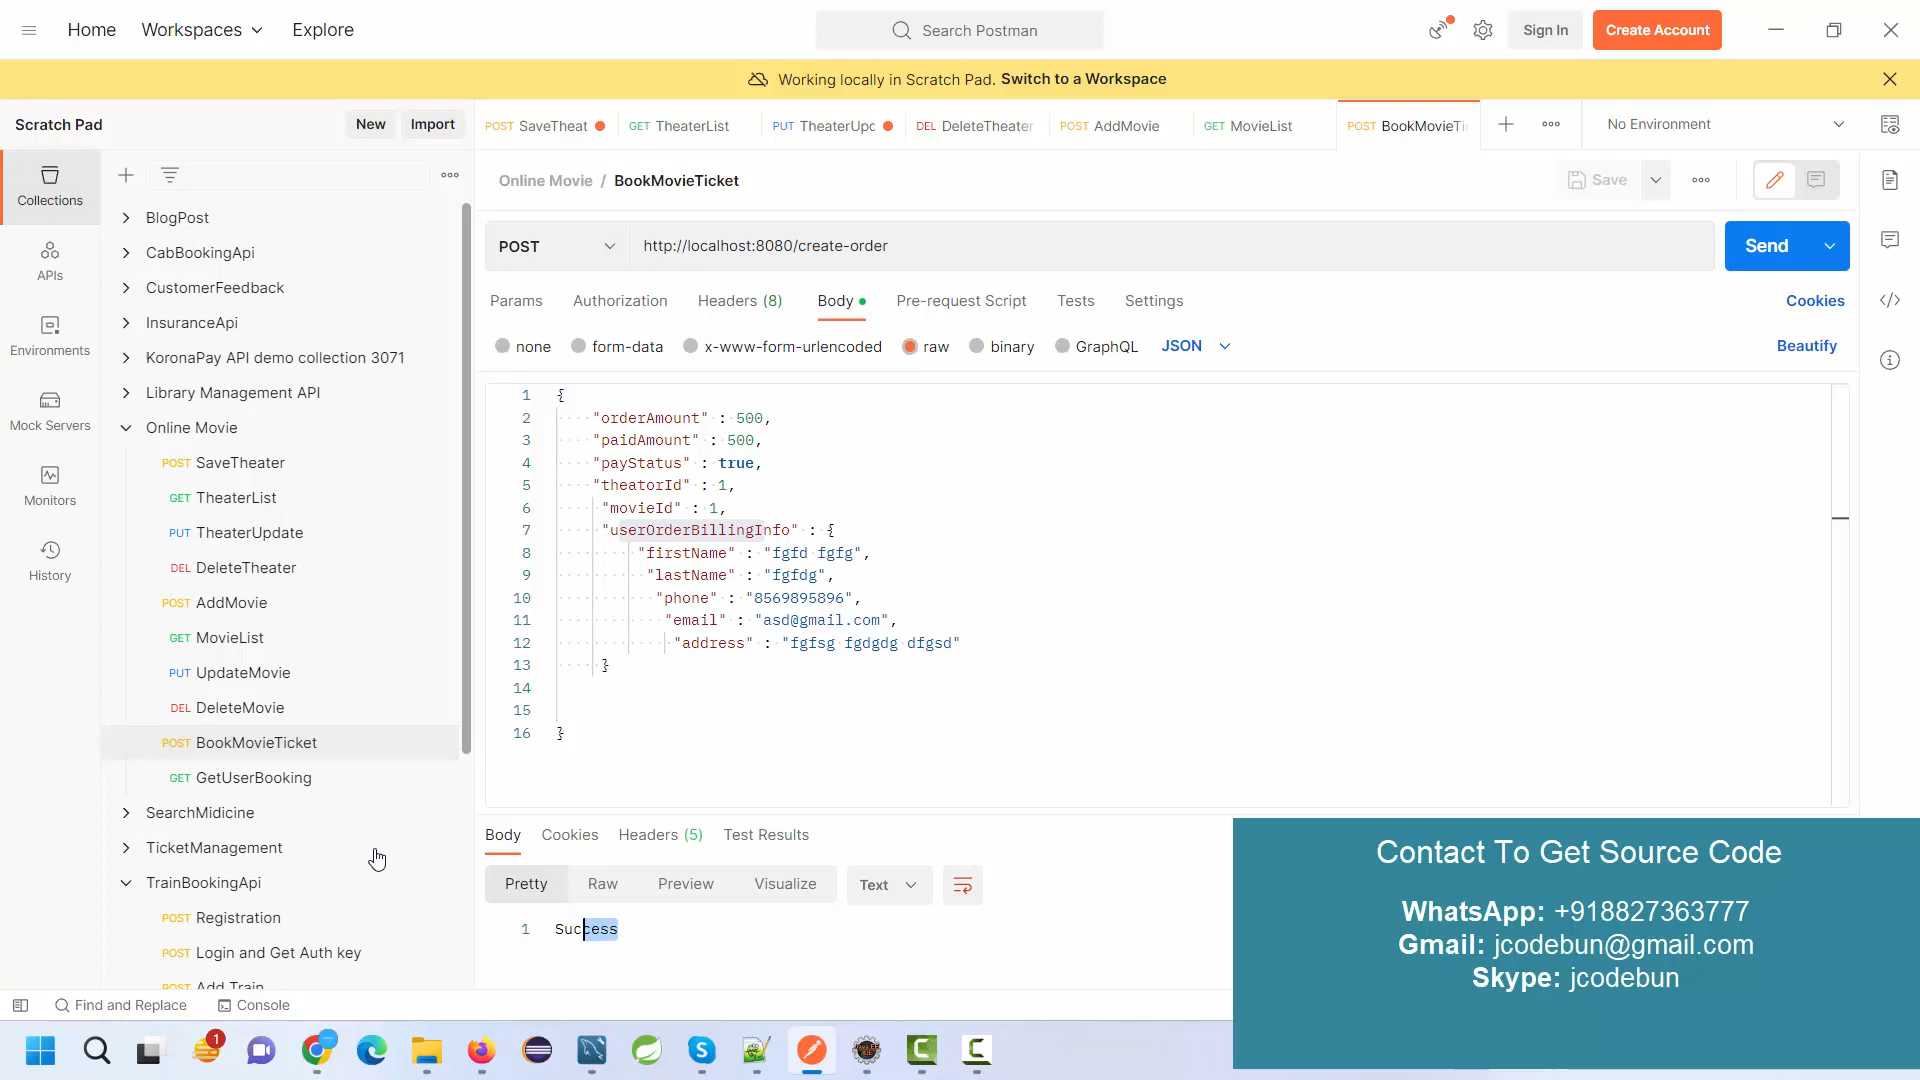 Home
Workspaces
Explore
Search Postman
Sign In
Create Account
Working locally in Scratch Pad. Switch to a Workspace
Scratch Pad
New
Import
POST SaveTheat
GET TheaterList
PUT TheaterUpd
DEL DeleteTheater
POST AddMovie
GET MovieList
POST BookMovieTi
No Environment
Collections
APIs
Environments
Mock Servers
Monitors
History
BlogPost
CabBookingApi
CustomerFeedback
InsuranceApi
KoronaPay API demo collection 3071
Library Management API
Online Movie
POST SaveTheater
GET TheaterList
PUT TheaterUpdate
DEL DeleteTheater
POST AddMovie
GET MovieList
PUT UpdateMovie
DEL DeleteMovie
POST BookMovieTicket
GET GetUserBooking
SearchMidicine
TicketManagement
TrainBookingApi
POST Registration
POST Login and Get Auth key
POST Add Train
Online Movie / BookMovieTicket
Save
POST
http://localhost:8080/create-order
Send
Params
Authorization
Headers (8)
Body
Pre-request Script
Tests
Settings
Cookies
none
form-data
x-www-form-urlencoded
raw
binary
GraphQL
JSON
Beautify
1 {
2 "orderAmount" : 500,
3 "paidAmount" : 500,
4 "payStatus" : true,
5 "theatorId" : 1,
6 "movieId" : 1,
7 "userOrderBillingInfo" : {
8 "firstName" : "fgfd fgfg",
9 "lastName" : "fgfdg",
10 "phone" : "8569895896",
11 "email" : "asd@gmail.com",
12 "address" : "fgfsg fgdgdg dfgsd"
13 }
14
15
16 }
Body
Cookies
Headers (5)
Test Results
Pretty
Raw
Preview
Visualize
Text
1 Success
Contact To Get Source Code
WhatsApp: +918827363777
Gmail: jcodebun@gmail.com
Skype: jcodebun
Find and Replace
Console
1